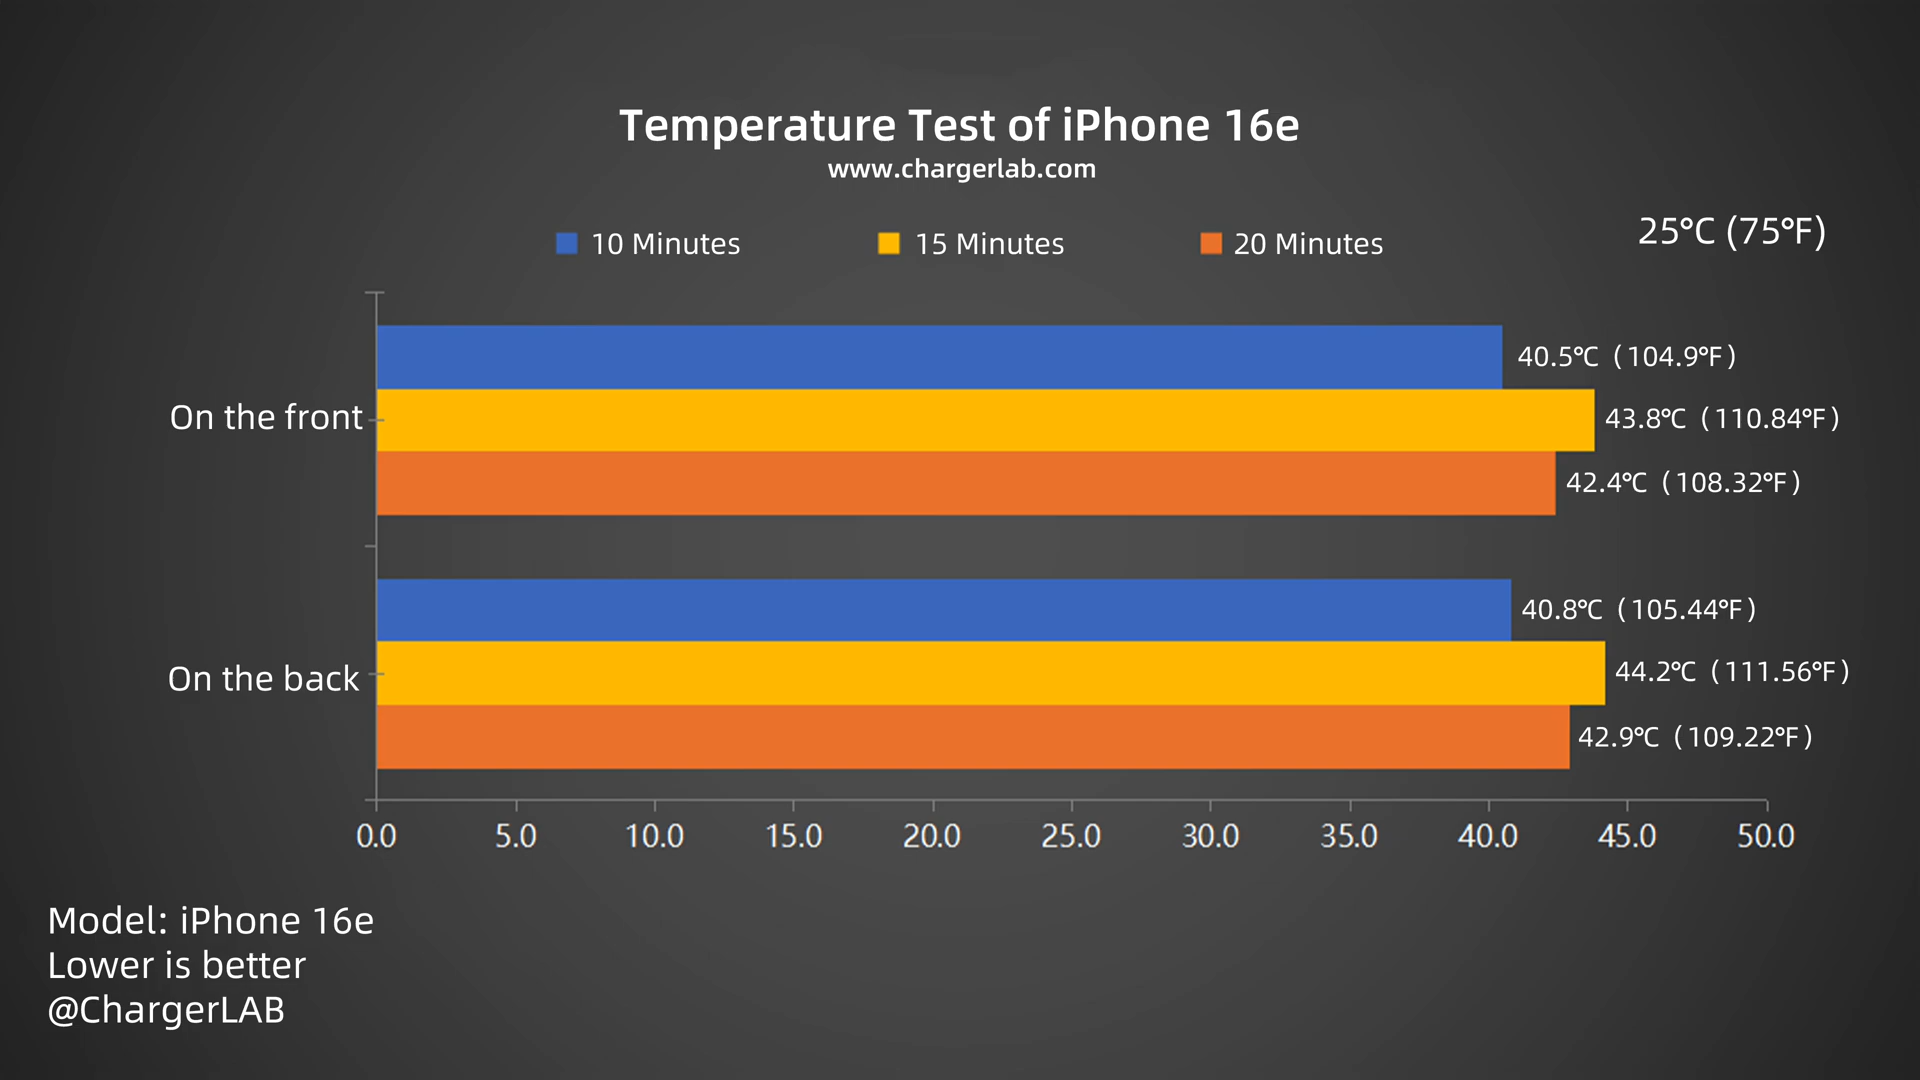 Temperature Test of iPhone 16e
www.chargerlab.com
10 Minutes 15 Minutes 20 Minutes
25℃ (75℉)
40.5℃（104.9℉）
On the front
43.8℃（110.84℉）
42.4℃（108.32℉）
40.8℃（105.44℉）
On the back
44.2℃（111.56℉）
42.9℃（109.22℉）
0.0 5.0 10.0 15.0 20.0 25.0 30.0 35.0 40.0 45.0 50.0
Model: iPhone 16e
Lower is better
@ChargerLAB